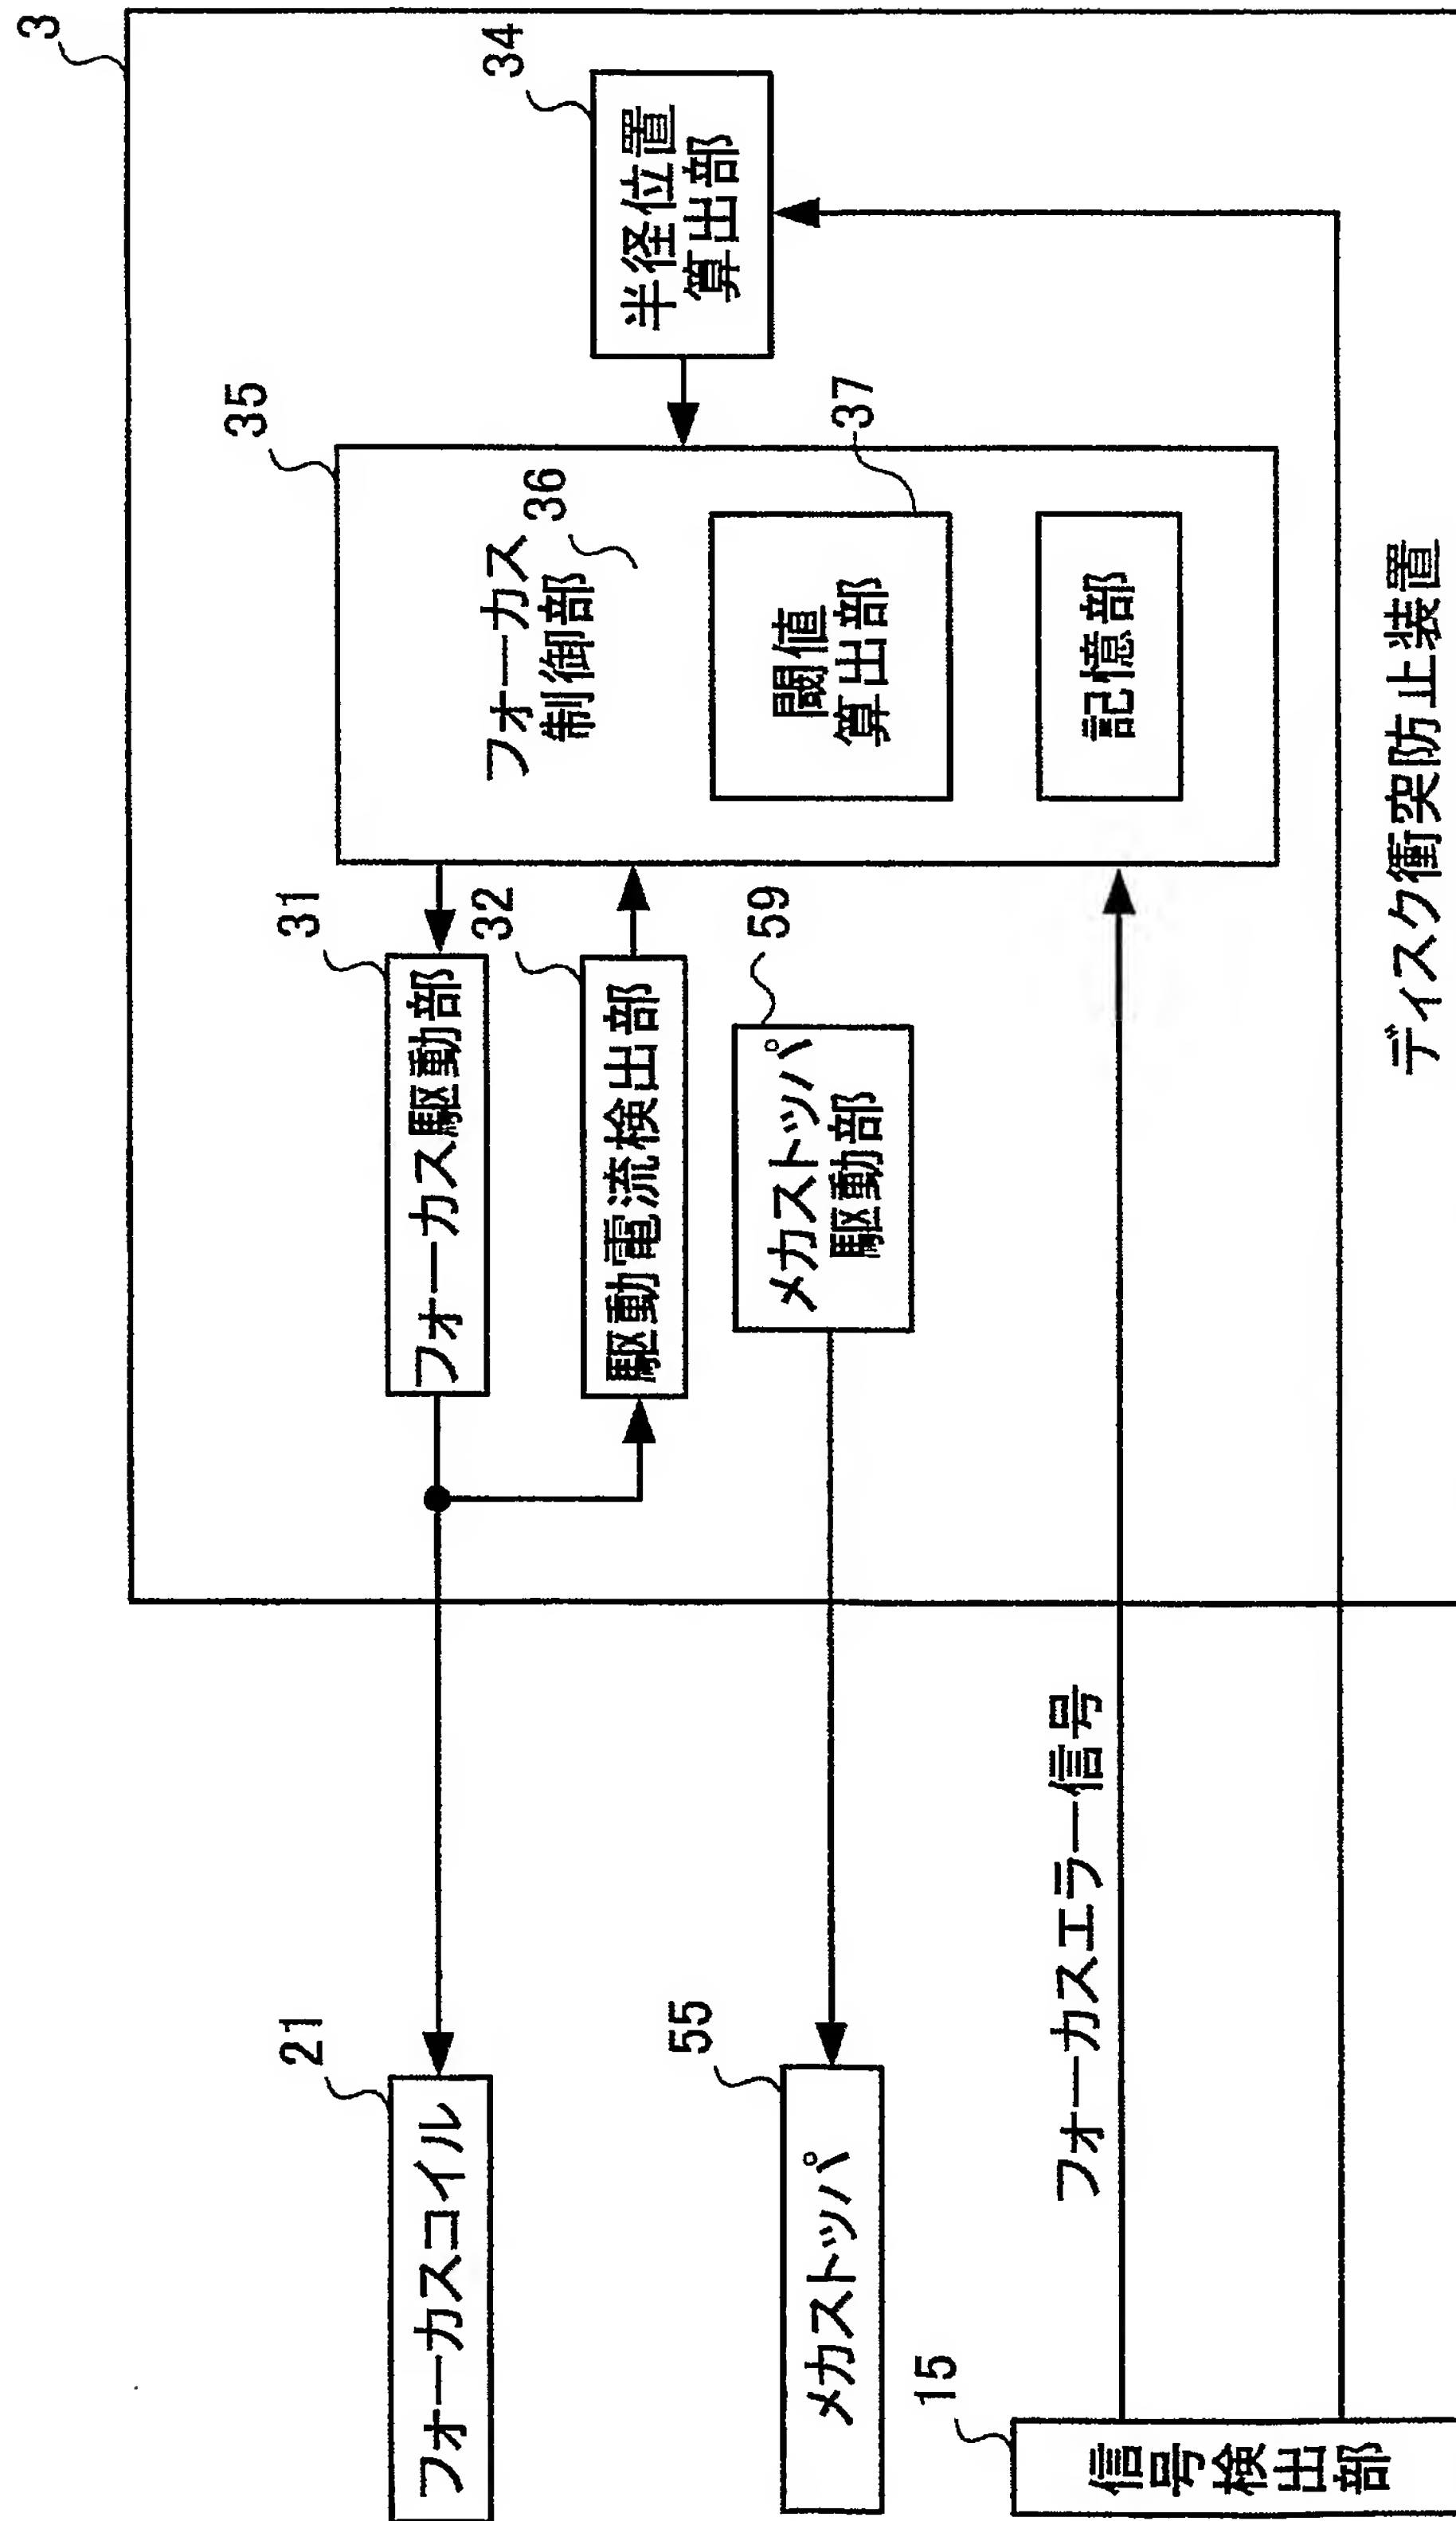 3
21
フォーカスコイル
31
フォーカス駆動部
35
フォーカス
制御部
36
34
半径位置
算出部
32
駆動電流検出部
55
メカストッパ
59
メカストッパ
駆動部
37
閾値
算出部
記憶部
15
信号検出部
フォーカスエラー信号
ディスク衝突防止装置